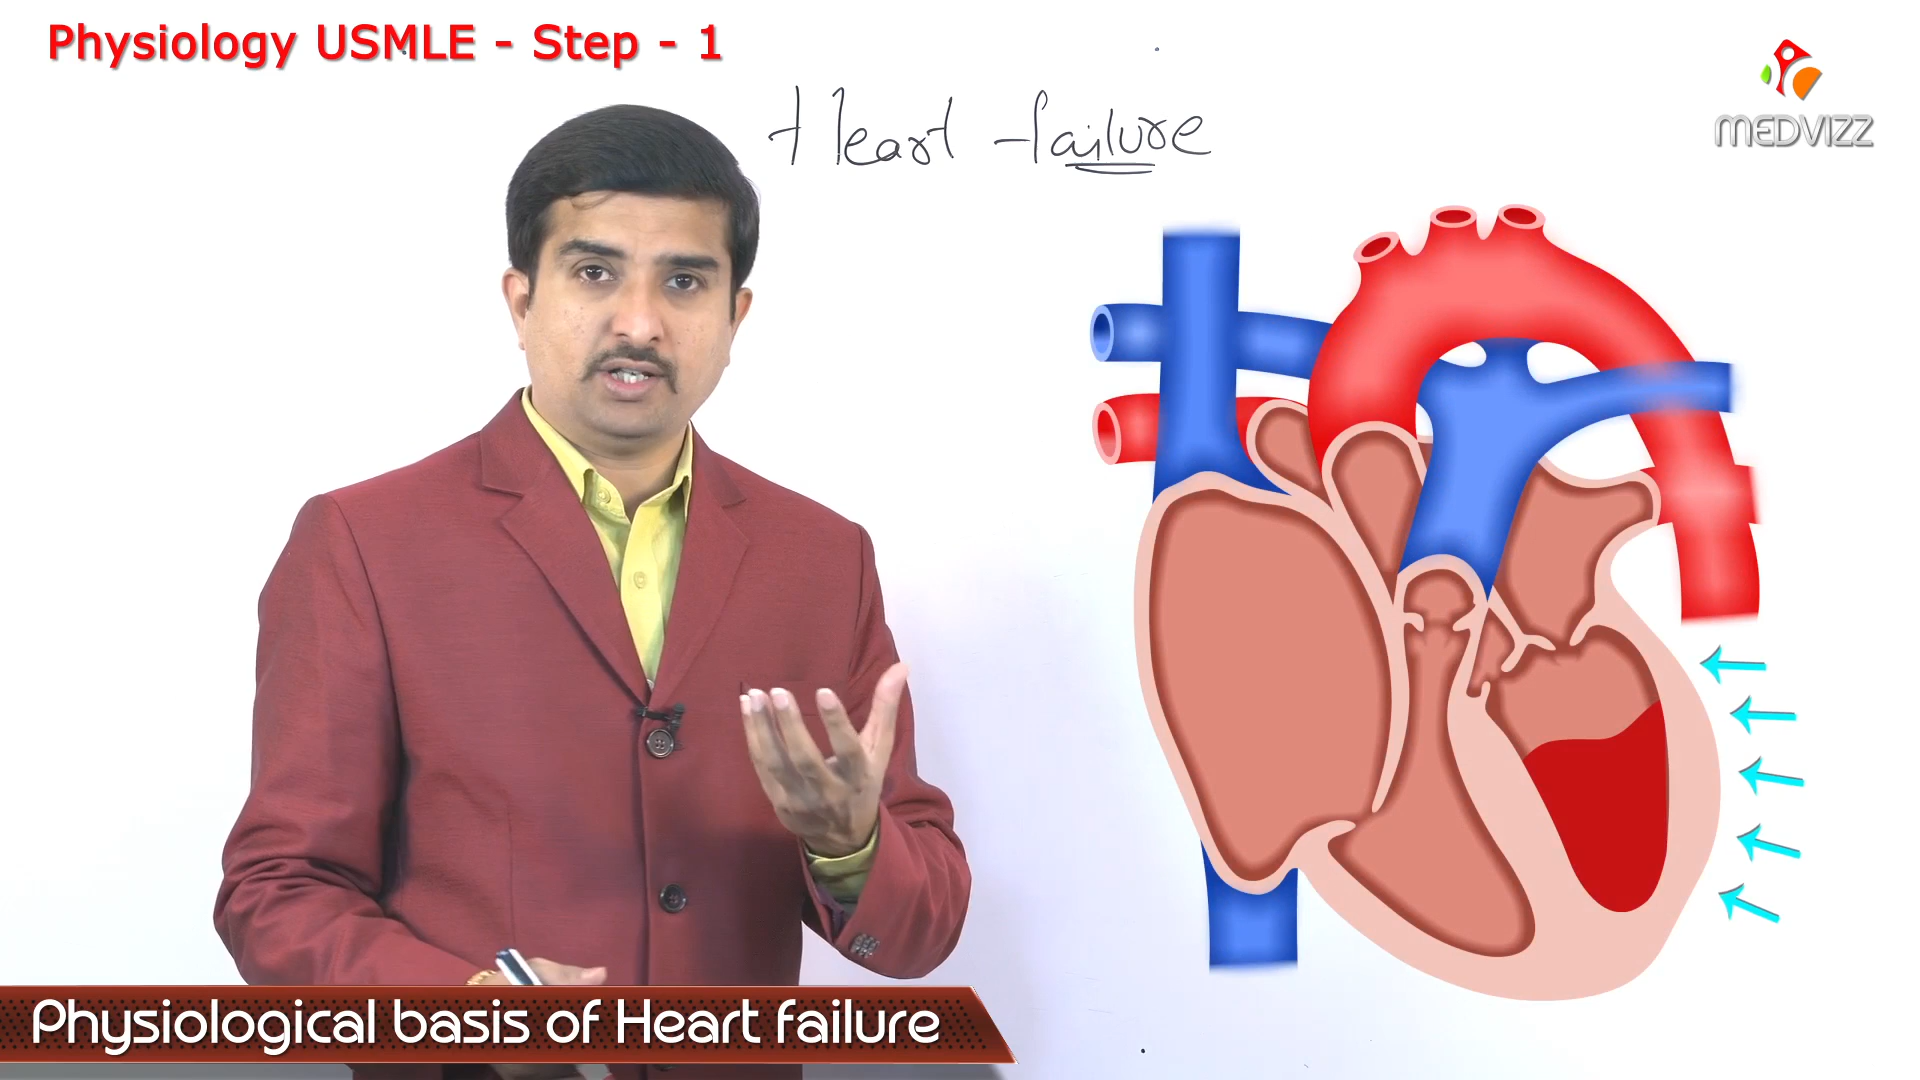 Physiology USMLE - Step - 1
MEDVIZZ
Heart failure
Physiological basis of Heart failure